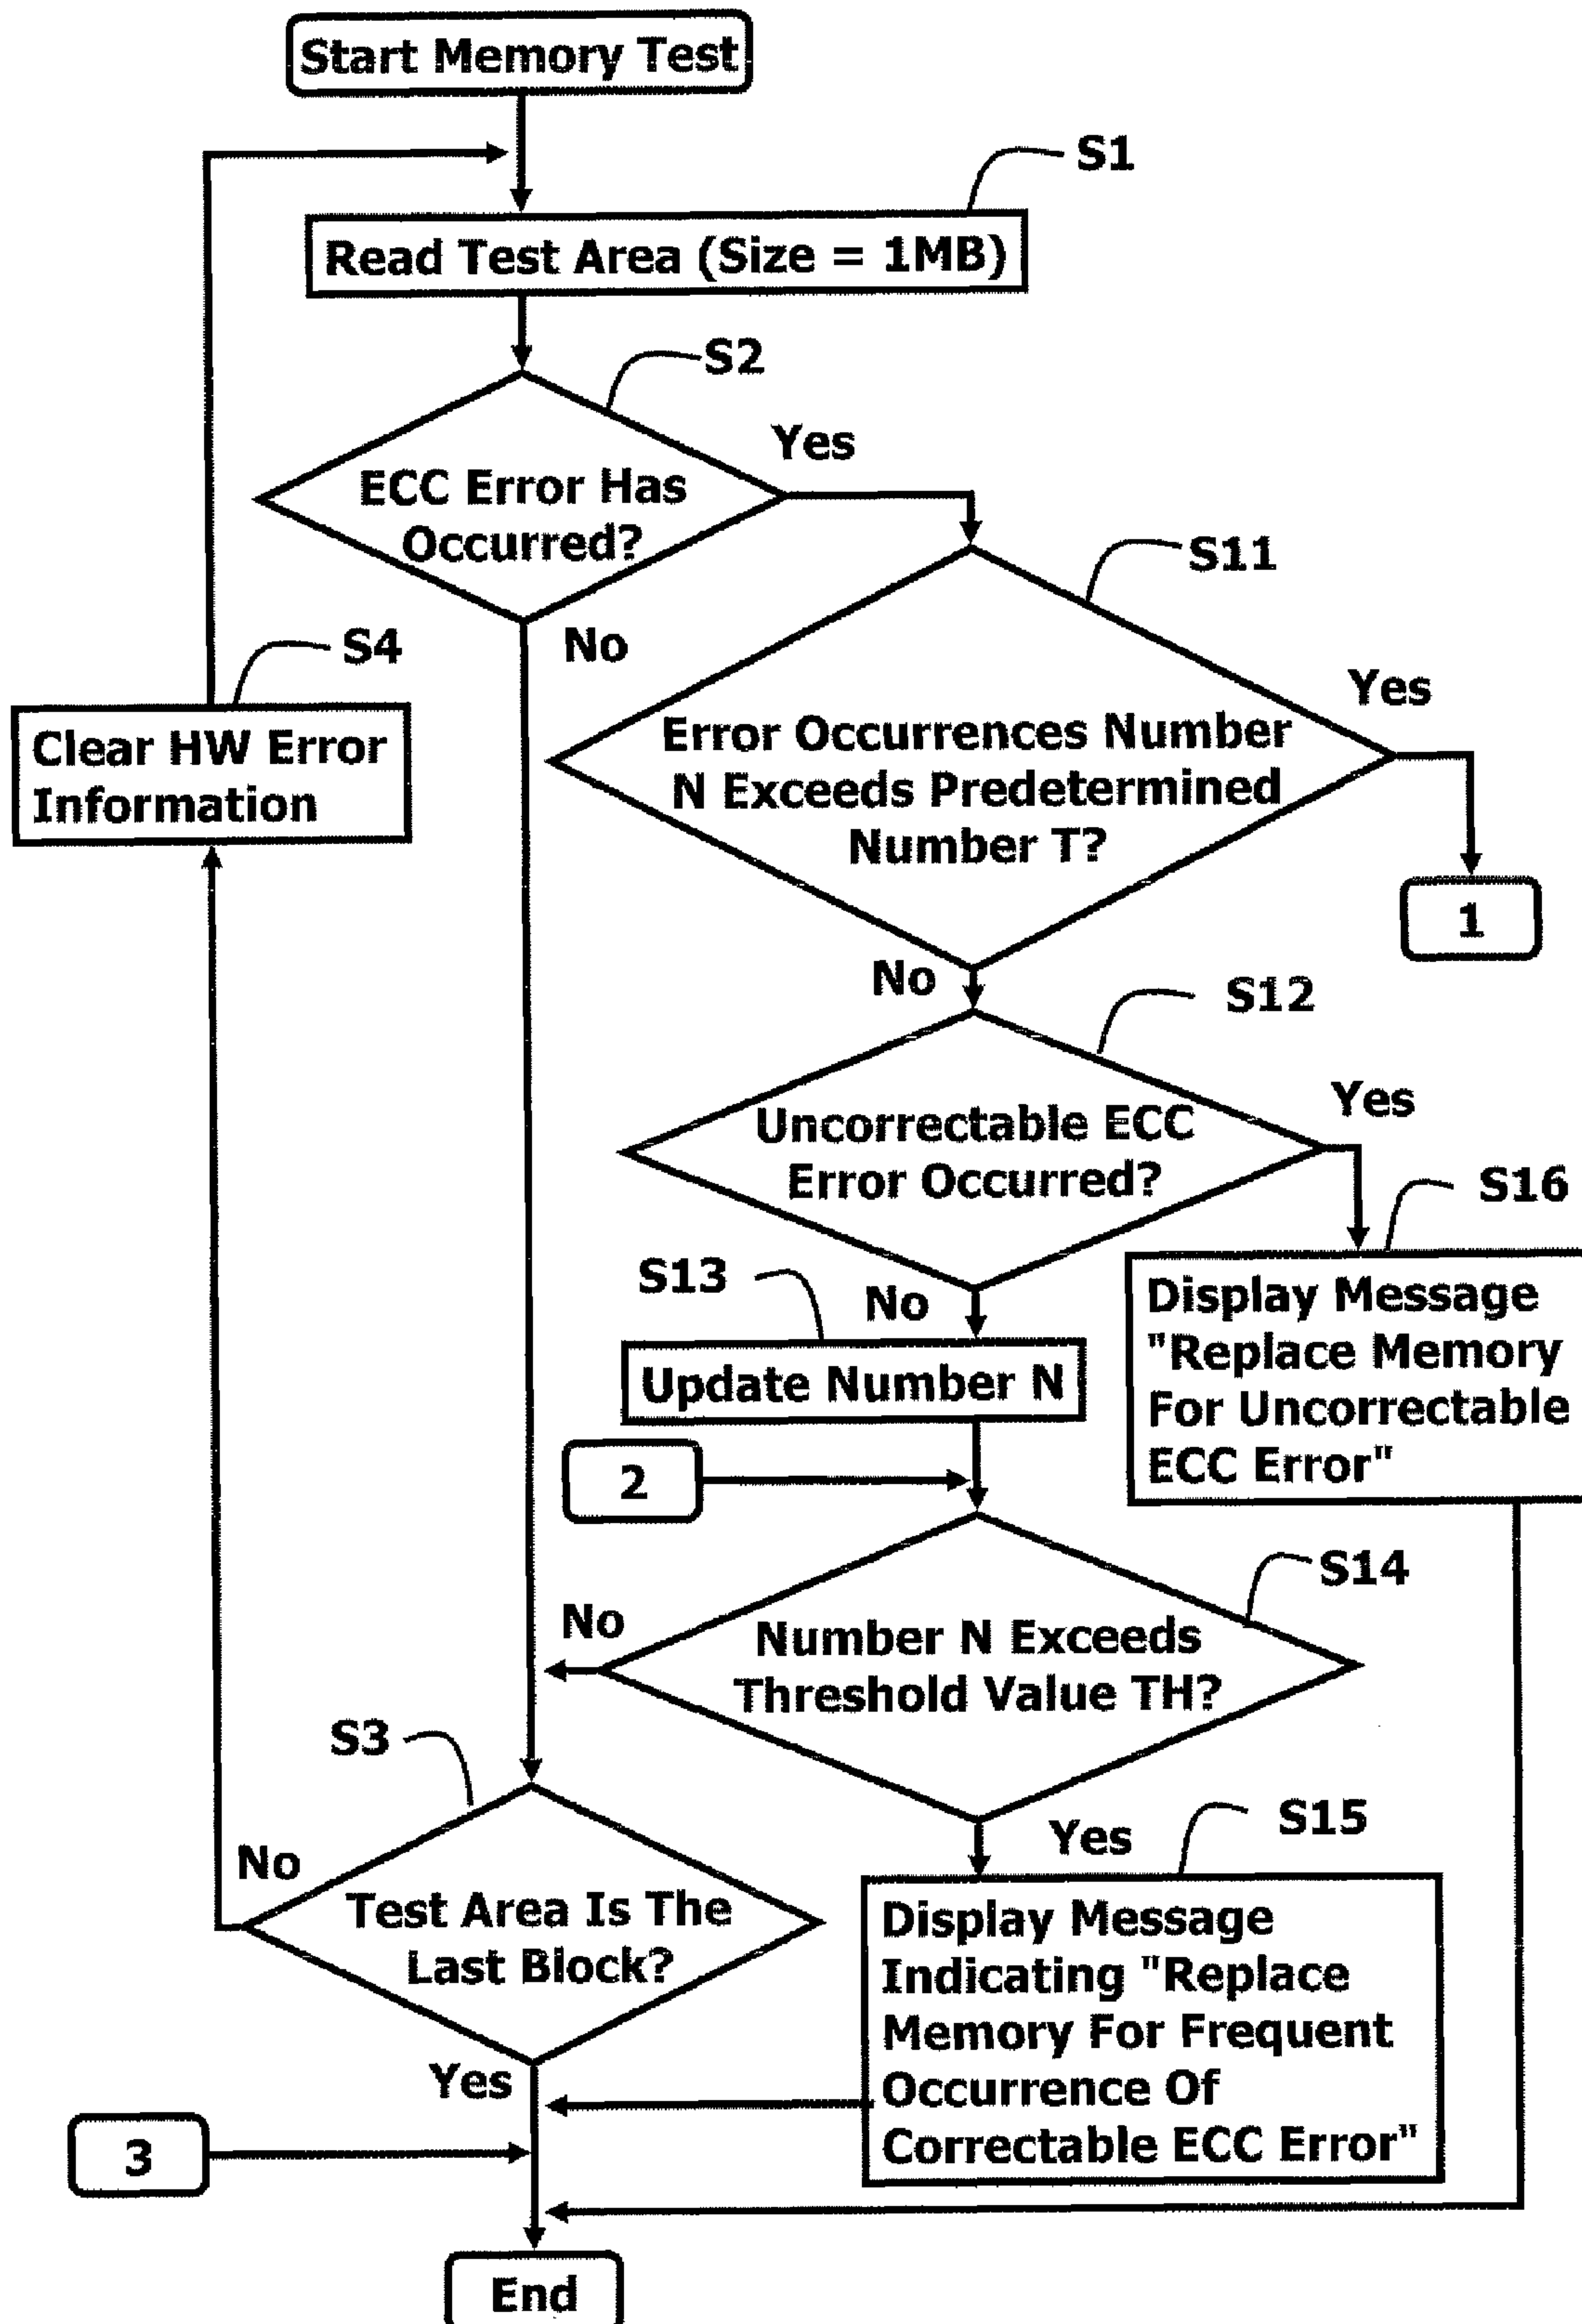 Start Memory Test
S1
Read Test Area (Size = 1MB)
S2
Yes
ECC Error Has
Occurred?
S11
No
S4
Yes
Clear HW Error
Information
Error Occurrences Number
N Exceeds Predetermined
Number T?
1
No
S12
Yes
Uncorrectable ECC
Error Occurred?
S16
S13
No
Display Message
"Replace Memory
For Uncorrectable
ECC Error"
Update Number N
2
S14
No
Number N Exceeds
Threshold Value TH?
S3
S15
Yes
No
Test Area Is The
Last Block?
Display Message
Indicating "Replace
Memory For Frequent
Occurrence Of
Correctable ECC Error"
Yes
3
End